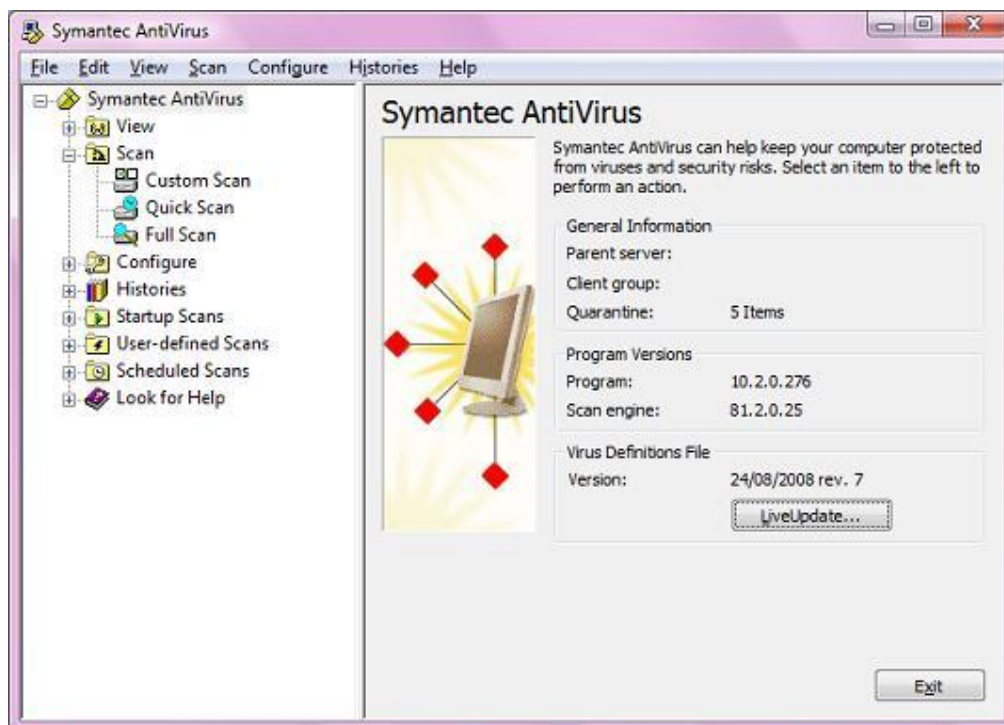 Symantec AntiVirus
File Edit View Scan Configure Histories Help
Symantec AntiVirus
View
Scan
Custom Scan
Quick Scan
Full Scan
Configure
Histories
Startup Scans
User-defined Scans
Scheduled Scans
Look for Help
Symantec AntiVirus
Symantec AntiVirus can help keep your computer protected
from viruses and security risks. Select an item to the left to
perform an action.
General Information
Parent server:
Client group:
Quarantine: 5 Items
Program Versions
Program: 10.2.0.276
Scan engine: 81.2.0.25
Virus Definitions File
Version: 24/08/2008 rev. 7
LiveUpdate...
Exit